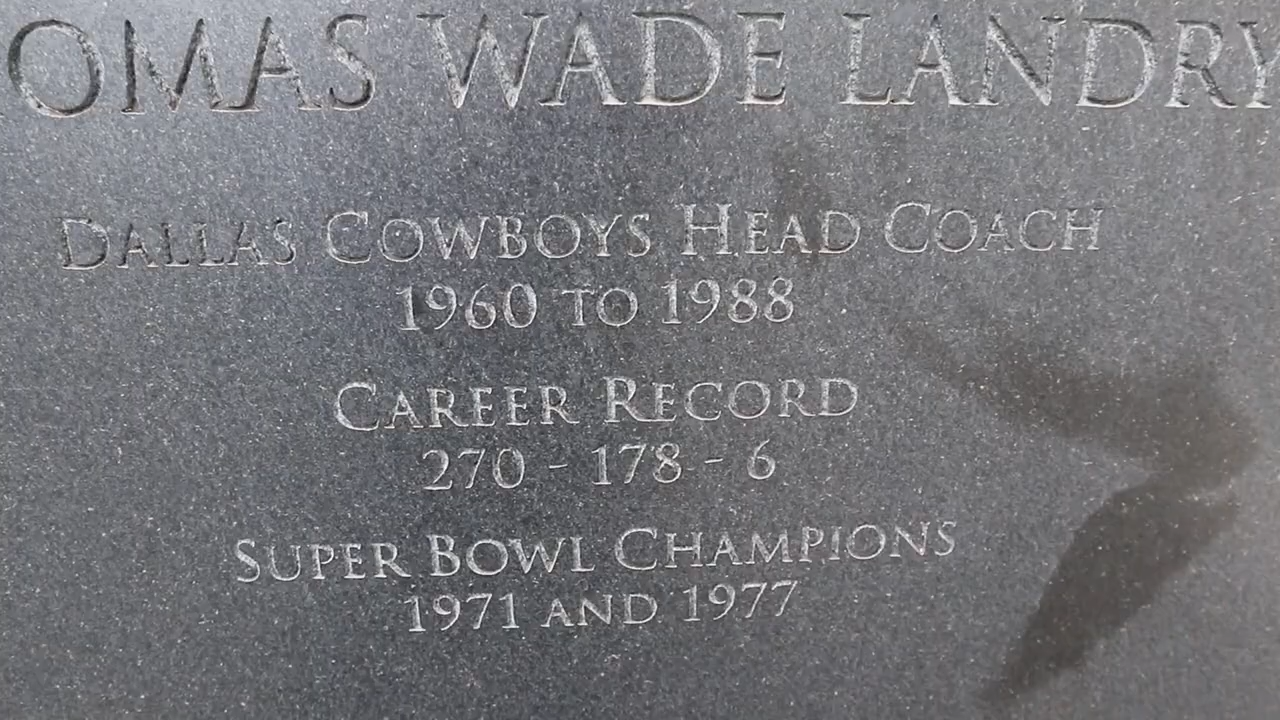 OMAS WADE LANDRY
DALLAS COWBOYS HEAD COACH
1960 TO 1988
CAREER RECORD
270 - 178 - 6
SUPER BOWL CHAMPIONS
1971 AND 1977